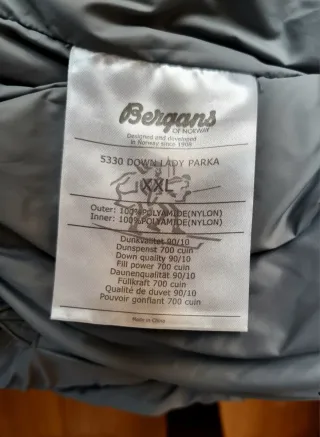 Bergans
OF NORWAY
Designed and developed
in Norway since 1908
5330 DOWN LADY PARKA
XXL
Outer: 100%POLYAMIDE(NYLON)
Inner: 100%POLYAMIDE(NYLON)
Dunkvalitet 90/10
Dunspenst 700 cuin
Down quality 90/10
Fill power 700 cuin
Daunenqualität 90/10
Füllkraft 700 cuin
Qualité de duvet 90/10
Pouvoir gonflant 700 cuin
Made in China